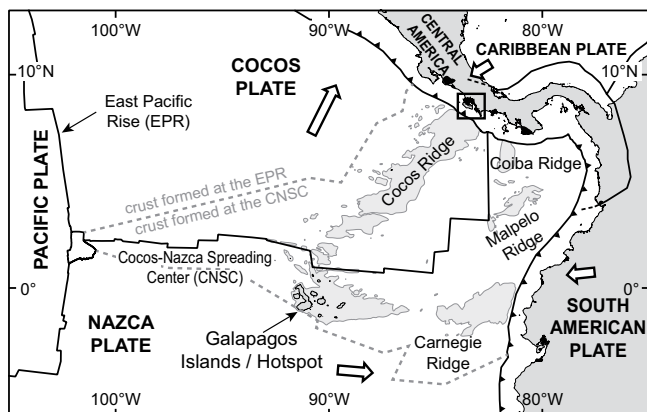 100°W
90°W
80°W
10°N
COCOS
PLATE
CENTRAL
AMERICA
CARIBBEAN PLATE
10°N
East Pacific
Rise (EPR)
PACIFIC PLATE
crust formed at the EPR
crust formed at the CNSC
Cocos Ridge
Coiba Ridge
Malpelo
Ridge
Cocos-Nazca Spreading
Center (CNSC)
0°
0°
NAZCA
PLATE
Galapagos
Islands / Hotspot
Carnegie
Ridge
SOUTH
AMERICAN
PLATE
100°W
90°W
80°W